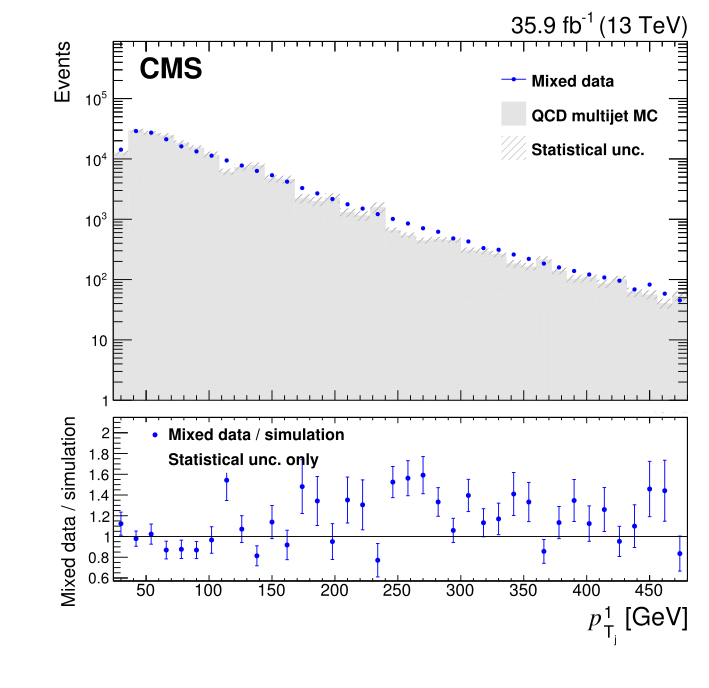 35.9 fb⁻¹ (13 TeV)
CMS
Events
Mixed data
QCD multijet MC
Statistical unc.
10⁵
10⁴
10³
10²
10
1
Mixed data / simulation
Mixed data / simulation
Statistical unc. only
2
1.8
1.6
1.4
1.2
1
0.8
0.6
50 100 150 200 250 300 350 400 450
p¹_Tj [GeV]